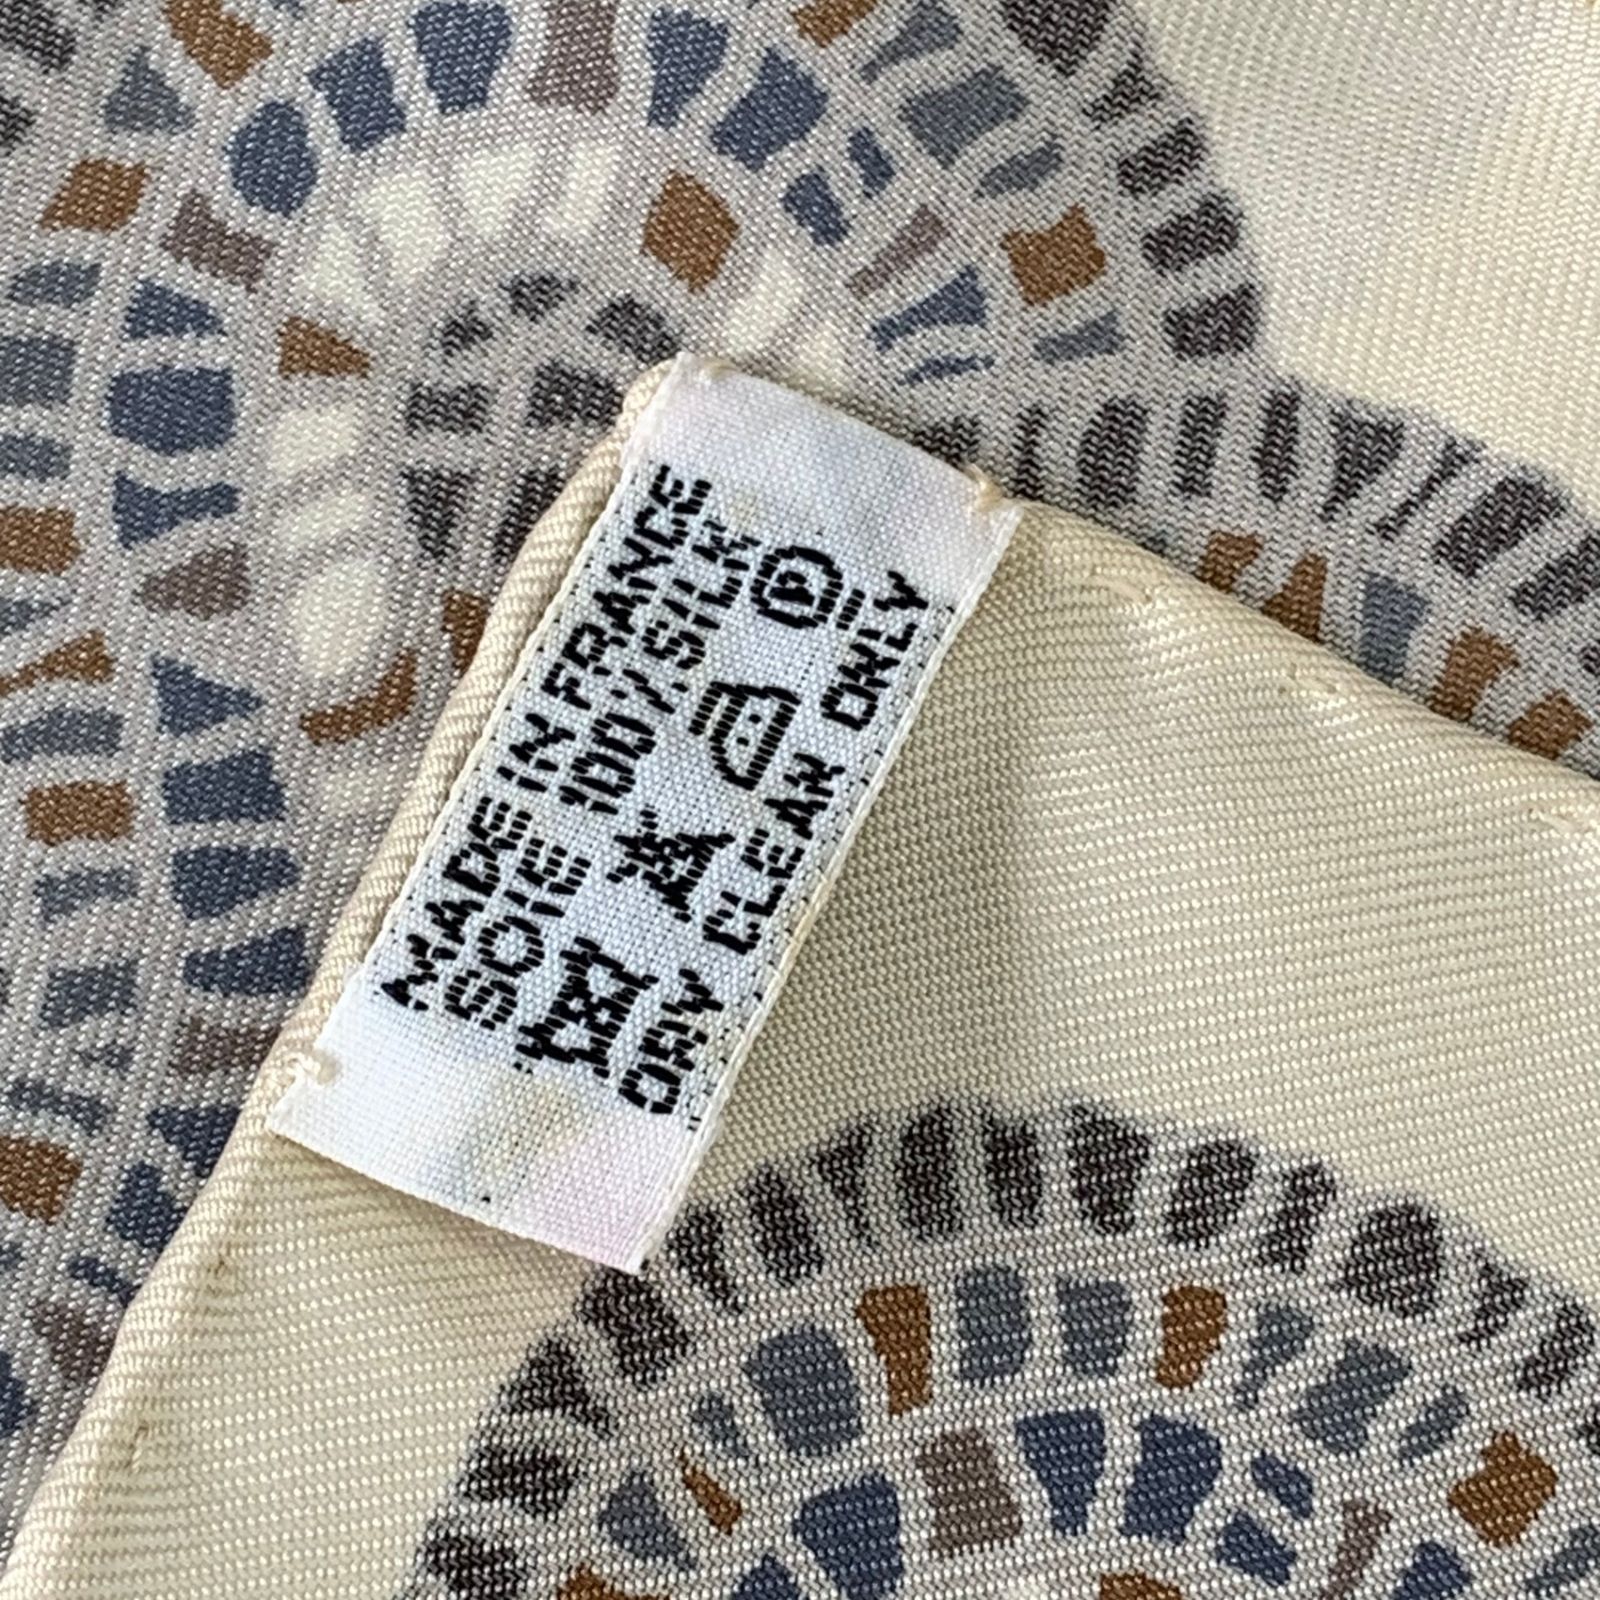 MADE IN FRANCE
SOIE 100% SILK
P
DRY CLEAN ONLY